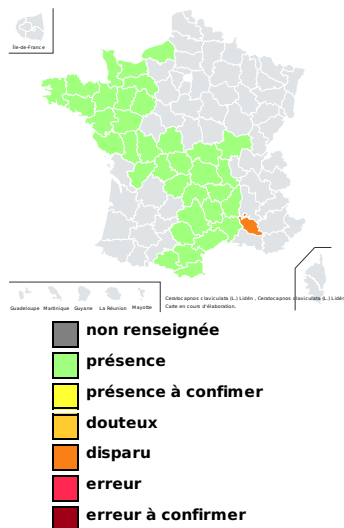 Île-de-France
Guadeloupe Martinique Guyane La Réunion Mayotte
Ceratocapnos claviculata (L.) Lidén , Ceratocapnos claviculata (L.) Lidén
Carte en cours d'élaboration.
non renseignée
présence
présence à confimer
douteux
disparu
erreur
erreur à confirmer